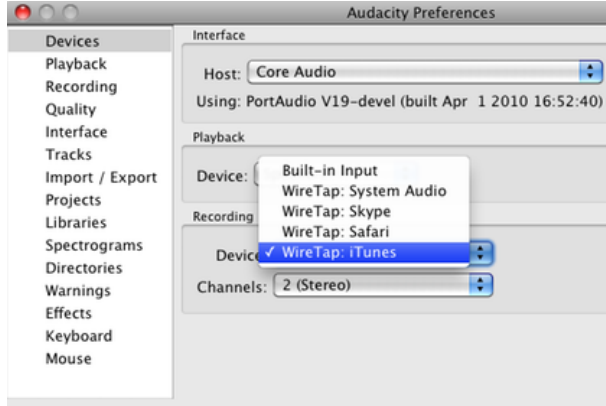 Audacity Preferences
Devices
Playback
Recording
Quality
Interface
Tracks
Import / Export
Projects
Libraries
Spectrograms
Directories
Warnings
Effects
Keyboard
Mouse
Interface
Host: Core Audio
Using: PortAudio V19-devel (built Apr 1 2010 16:52:40)
Playback
Device:
Built-in Input
WireTap: System Audio
WireTap: Skype
WireTap: Safari
✓ WireTap: iTunes
Recording
Device
Channels: 2 (Stereo)